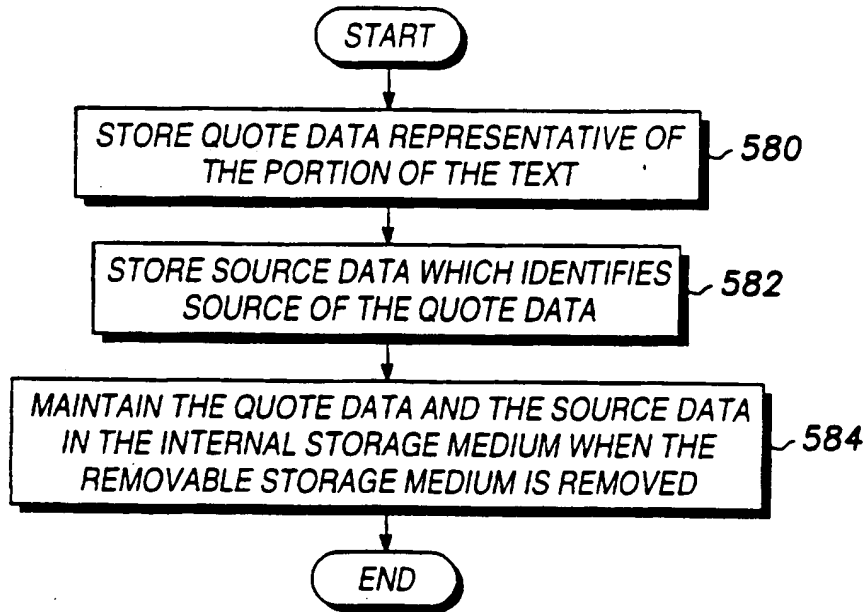 START
STORE QUOTE DATA REPRESENTATIVE OF
THE PORTION OF THE TEXT
580
STORE SOURCE DATA WHICH IDENTIFIES
SOURCE OF THE QUOTE DATA
582
MAINTAIN THE QUOTE DATA AND THE SOURCE DATA
IN THE INTERNAL STORAGE MEDIUM WHEN THE
REMOVABLE STORAGE MEDIUM IS REMOVED
584
END